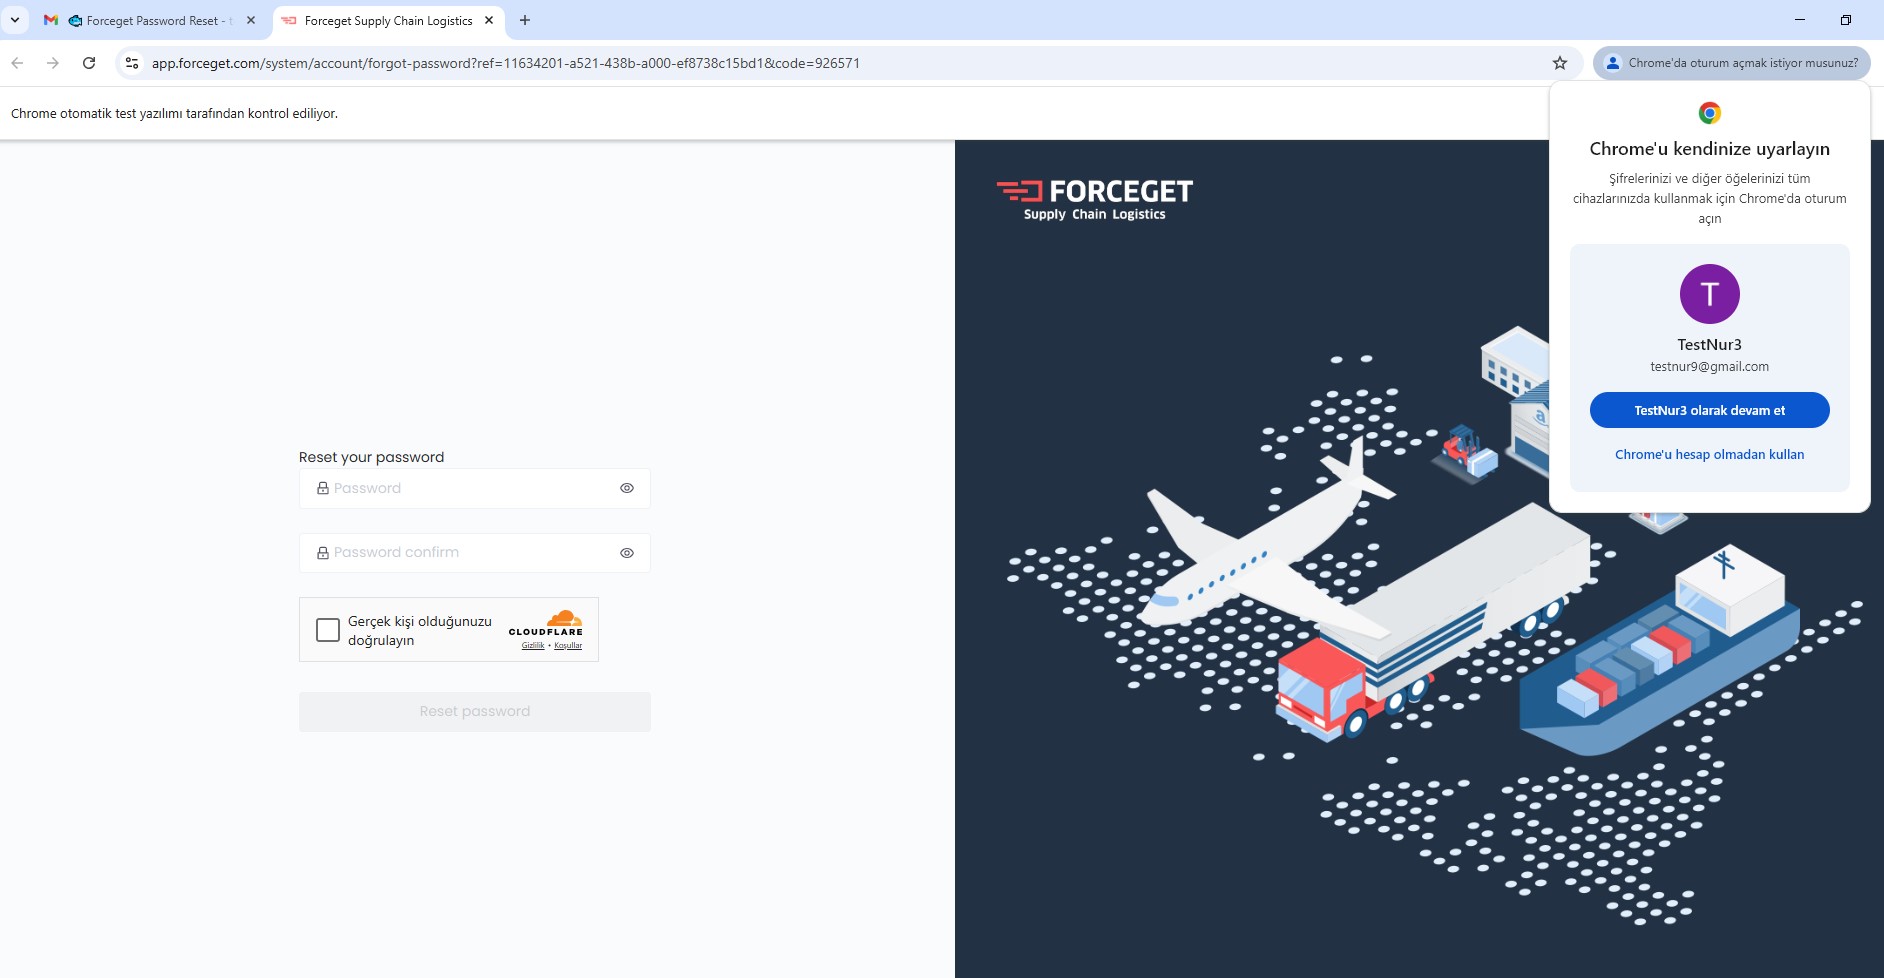 Forceget Password Reset - t
Forceget Supply Chain Logistics
app.forceget.com/system/account/forgot-password?ref=11634201-a521-438b-a000-ef8738c15bd1&code=926571
Chrome'da oturum açmak istiyor musunuz?
Chrome otomatik test yazılımı tarafından kontrol ediliyor.
Chrome'u kendinize uyarlayın
Şifrelerinizi ve diğer öğelerinizi tüm
cihazlarınızda kullanmak için Chrome'da oturum
açın
T
TestNur3
testnur9@gmail.com
TestNur3 olarak devam et
Chrome'u hesap olmadan kullan
FORCEGET
Supply Chain Logistics
a
Reset your password
Password
Password confirm
Gerçek kişi olduğunuzu
doğrulayın
CLOUDFLARE
Gizlilik • Koşullar
Reset password